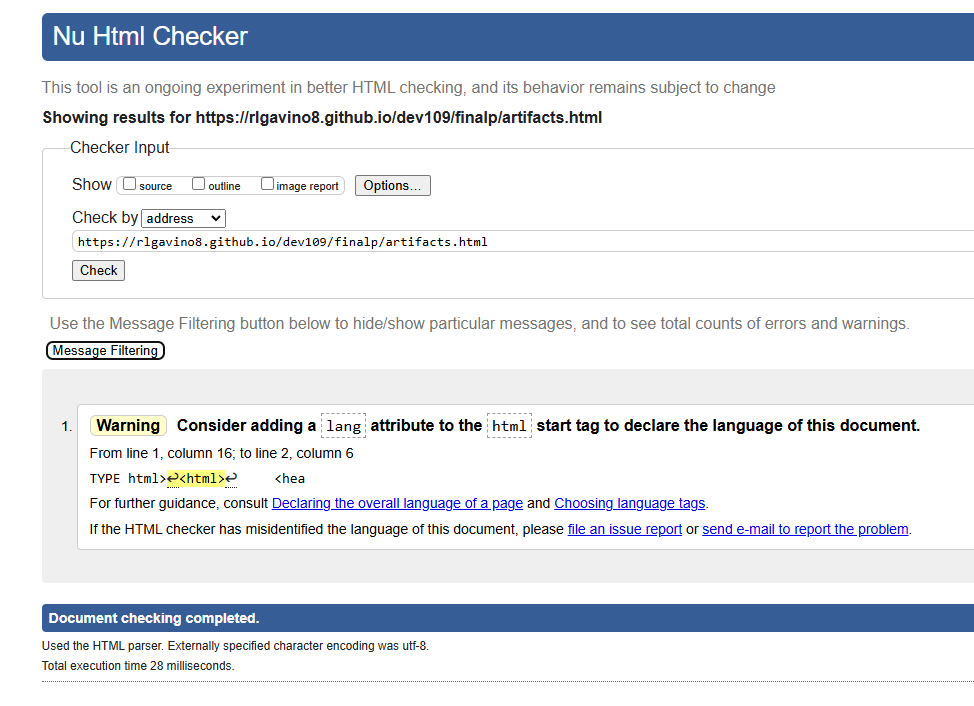 Nu Html Checker
This tool is an ongoing experiment in better HTML checking, and its behavior remains subject to change
Showing results for https://rlgavino8.github.io/dev109/finalp/artifacts.html
Checker Input
Show source outline image report Options...
Check by address
https://rlgavino8.github.io/dev109/finalp/artifacts.html
Check
Use the Message Filtering button below to hide/show particular messages, and to see total counts of errors and warnings.
Message Filtering
1. Warning Consider adding a lang attribute to the html start tag to declare the language of this document.
From line 1, column 16; to line 2, column 6
TYPE html>↩<html>↩ <hea
For further guidance, consult Declaring the overall language of a page and Choosing language tags.
If the HTML checker has misidentified the language of this document, please file an issue report or send e-mail to report the problem.
Document checking completed.
Used the HTML parser. Externally specified character encoding was utf-8.
Total execution time 28 milliseconds.